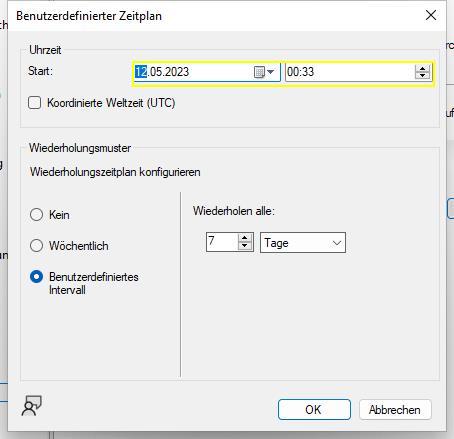 Benutzerdefinierter Zeitplan
Uhrzeit
Start: 12.05.2023 00:33
Koordinierte Weltzeit (UTC)
Wiederholungsmuster
Wiederholungszeitplan konfigurieren
Kein
Wiederholen alle:
Wöchentlich
7 Tage
Benutzerdefiniertes
Intervall
OK Abbrechen